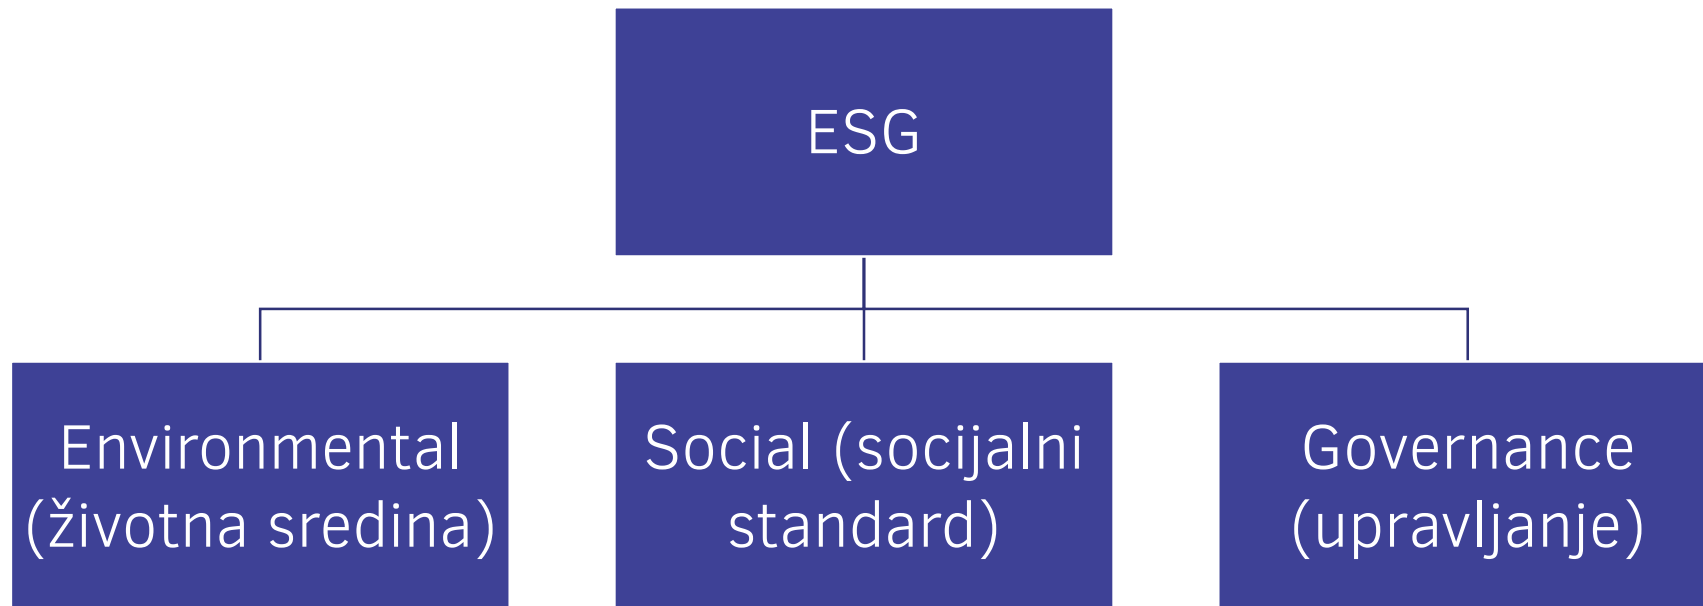 ESG
Environmental
(životna sredina)
Social (socijalni
standard)
Governance
(upravljanje)